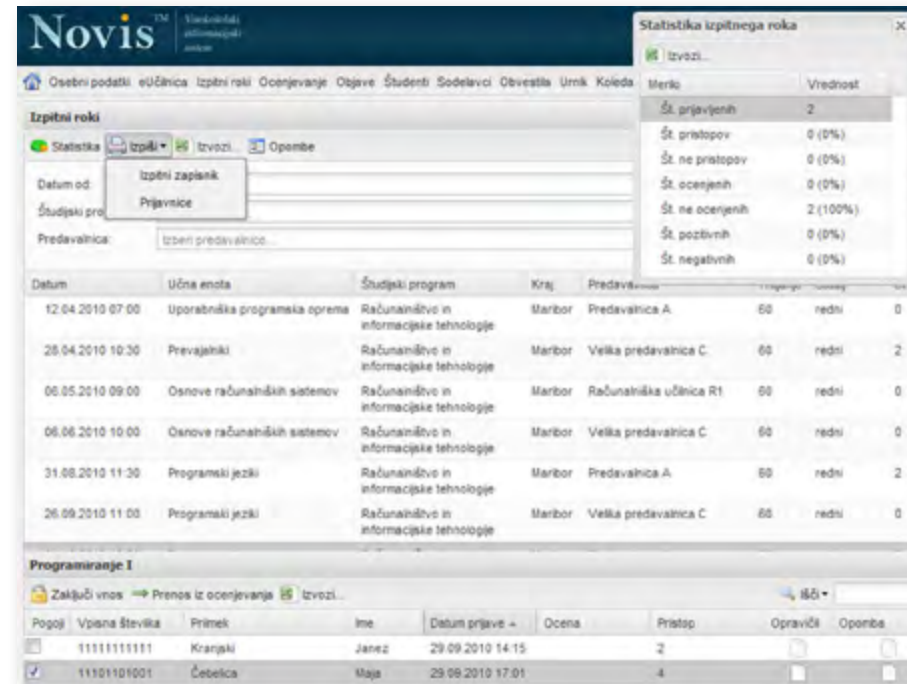 Novis™
Visokošolski
informacijski
sistem
Statistika izpitnega roka
Izvozi...
Merilo Vrednost
Št. prijavljenih 2
Št. pristopov 0 (0%)
Št. ne pristopov 0 (0%)
Št. ocenjenih 0 (0%)
Št. ne ocenjenih 2 (100%)
Št. pozitivnih 0 (0%)
Št. negativnih 0 (0%)
Osebni podatki eUčilnica Izpitni roki Ocenjevanje Objave Študenti Sodelavci Obvestila Urnik Koleda
Izpitni roki
Statistika Izpiši Izvozi... Opombe
Izpitni zapisnik
Prijavnice
Datum od:
Študijski pro
Predavalnica: Izberi predavalnico...
Datum Učna enota Študijski program Kraj
12.04.2010 07:00 Uporabniška programska oprema Računalništvo in informacijske tehnologije Maribor Predavalnica A 60 redni 0
28.04.2010 10:30 Prevajalniki Računalništvo in informacijske tehnologije Maribor Velika predavalnica C 60 redni 2
06.05.2010 09:00 Osnove računalniških sistemov Računalništvo in informacijske tehnologije Maribor Računalniška učilnica R1 60 redni 0
06.06.2010 10:00 Osnove računalniških sistemov Računalništvo in informacijske tehnologije Maribor Velika predavalnica C 60 redni 0
31.08.2010 11:30 Programski jeziki Računalništvo in informacijske tehnologije Maribor Predavalnica A 60 redni 2
26.09.2010 11:00 Programski jeziki Računalništvo in informacijske tehnologije Maribor Velika predavalnica C 60 redni 0
Programiranje I
Zaključi vnos Prenos iz ocenjevanja Izvozi... Išči
Pogoji Vpisna številka Priimek Ime Datum prijave Ocena Pristop Opravičil Opomba
11111111111 Kranjski Janez 29.09.2010 14:15 2
11101101001 Čebelica Maja 29.09.2010 17:01 4